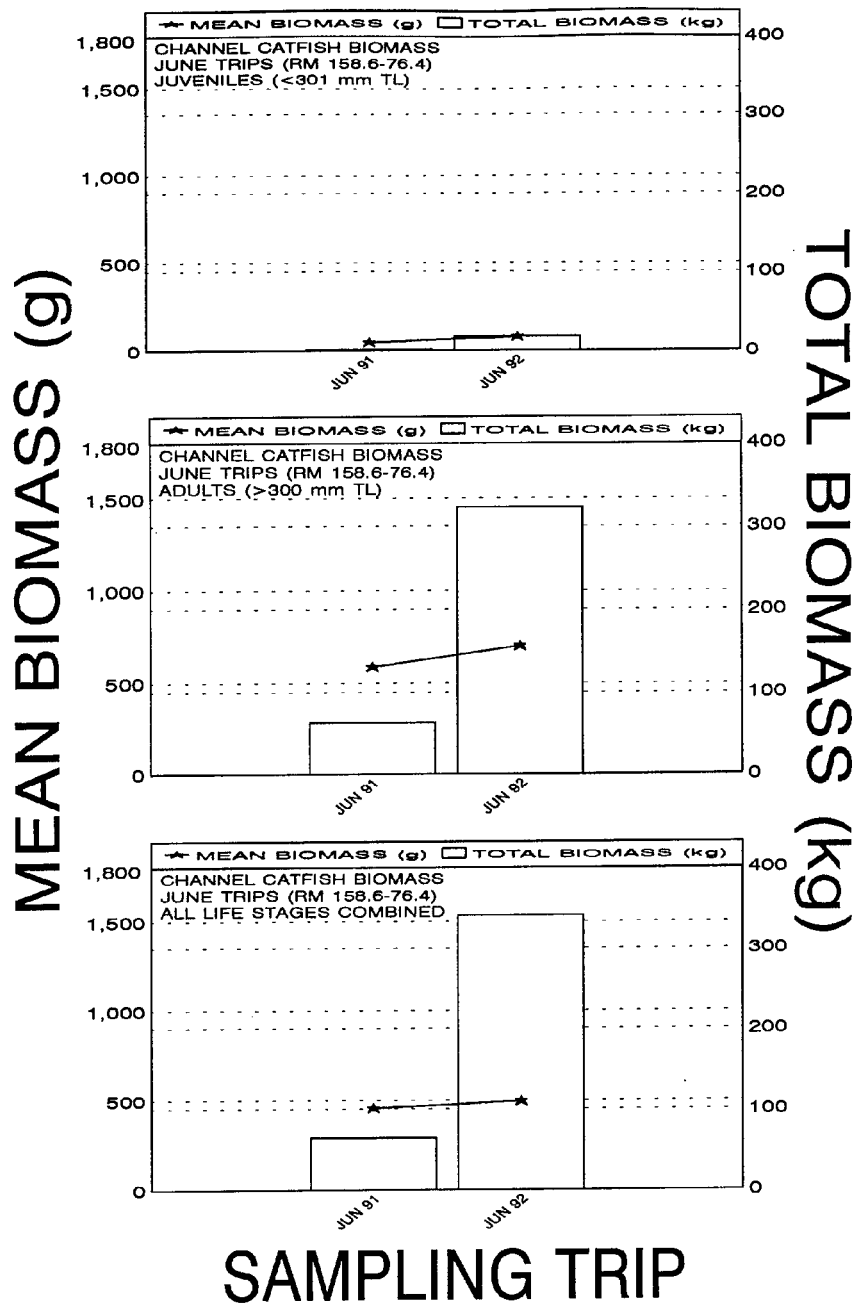 MEAN BIOMASS (g)
TOTAL BIOMASS (kg)
MEAN BIOMASS (g) TOTAL BIOMASS (kg)
CHANNEL CATFISH BIOMASS
JUNE TRIPS (RM 158.6-76.4)
JUVENILES (<301 mm TL)
1,800
1,500
1,000
500
0
400
300
200
100
0
JUN 91
JUN 92
MEAN BIOMASS (g) TOTAL BIOMASS (kg)
CHANNEL CATFISH BIOMASS
JUNE TRIPS (RM 158.6-76.4)
ADULTS (>300 mm TL)
1,800
1,500
1,000
500
0
400
300
200
100
0
JUN 91
JUN 92
MEAN BIOMASS (g) TOTAL BIOMASS (kg)
CHANNEL CATFISH BIOMASS
JUNE TRIPS (RM 158.6-76.4)
ALL LIFE STAGES COMBINED
1,800
1,500
1,000
500
0
400
300
200
100
0
JUN 91
JUN 92
SAMPLING TRIP